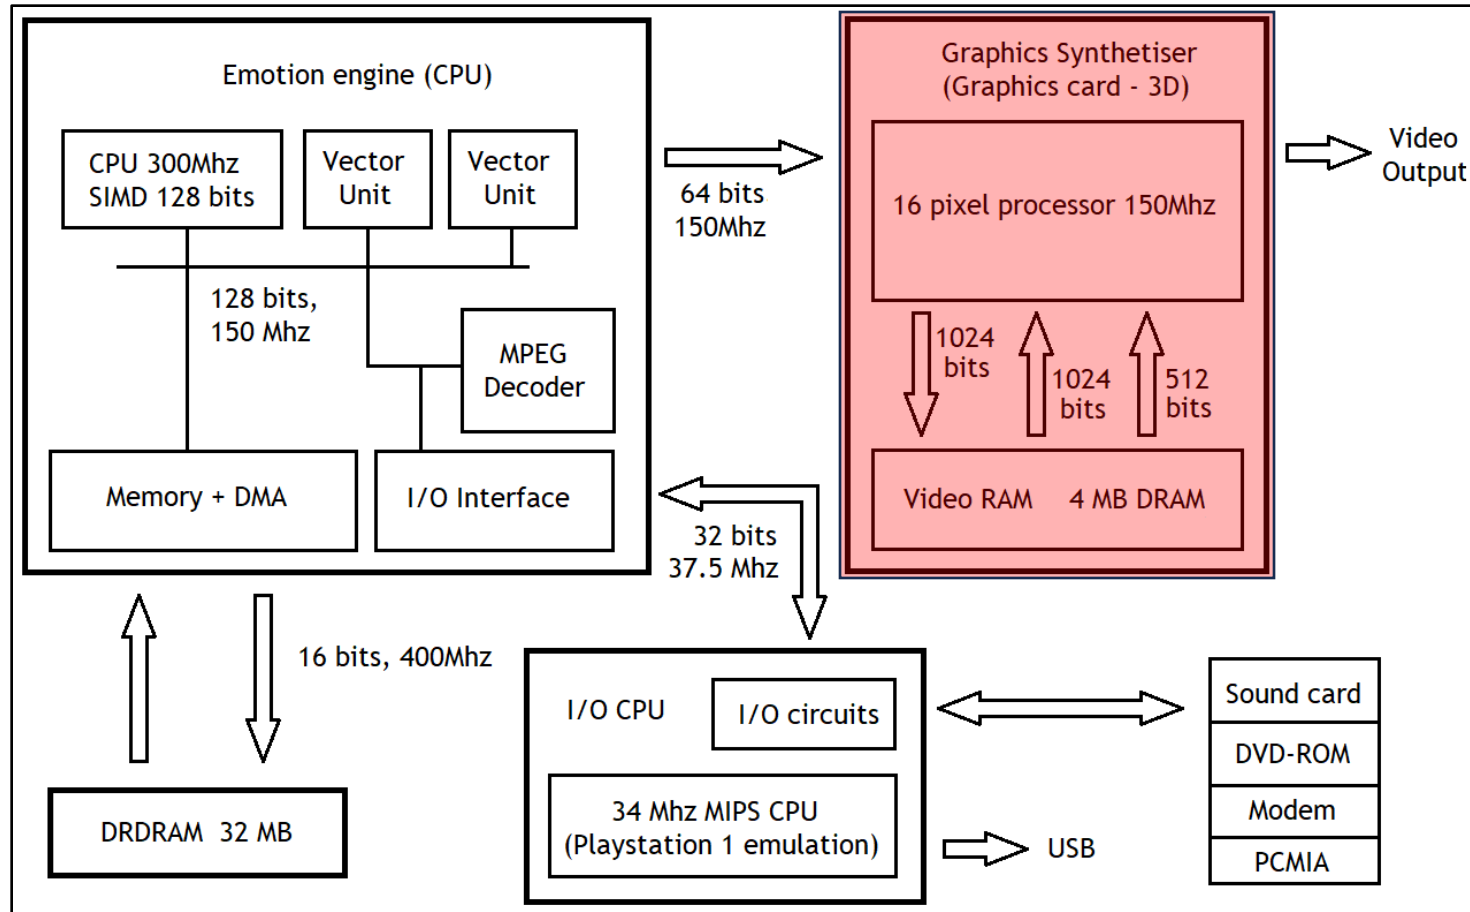 Emotion engine (CPU)
CPU 300Mhz
SIMD 128 bits
Vector
Unit
Vector
Unit
128 bits,
150 Mhz
MPEG
Decoder
Memory + DMA
I/O Interface
64 bits
150Mhz
Graphics Synthetiser
(Graphics card - 3D)
16 pixel processor 150Mhz
1024
bits
1024
bits
512
bits
Video RAM 4 MB DRAM
Video
Output
32 bits
37.5 Mhz
16 bits, 400Mhz
DRDRAM 32 MB
I/O CPU
I/O circuits
34 Mhz MIPS CPU
(Playstation 1 emulation)
USB
Sound card
DVD-ROM
Modem
PCMIA